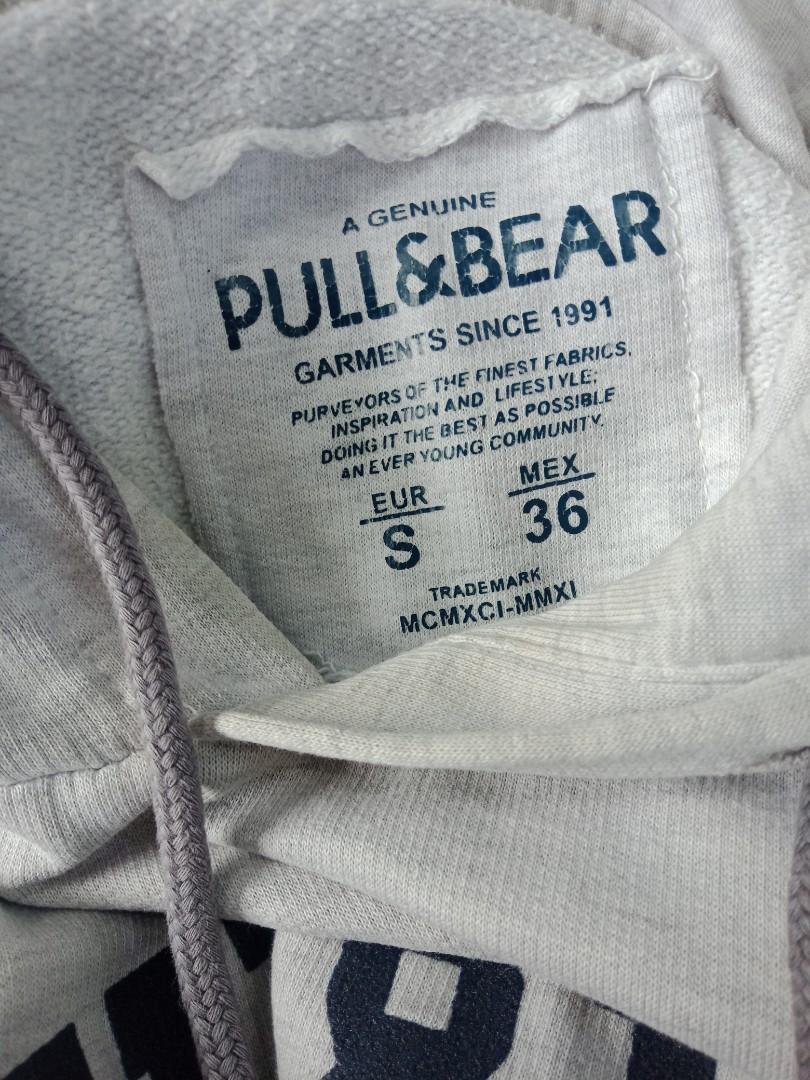 A GENUINE
PULL&BEAR
GARMENTS SINCE 1991
PURVEYORS OF THE FINEST FABRICS,
INSPIRATION AND LIFESTYLE;
DOING IT THE BEST AS POSSIBLE
AN EVER YOUNG COMMUNITY.
EUR MEX
S 36
TRADEMARK
MCMXCI-MMXI